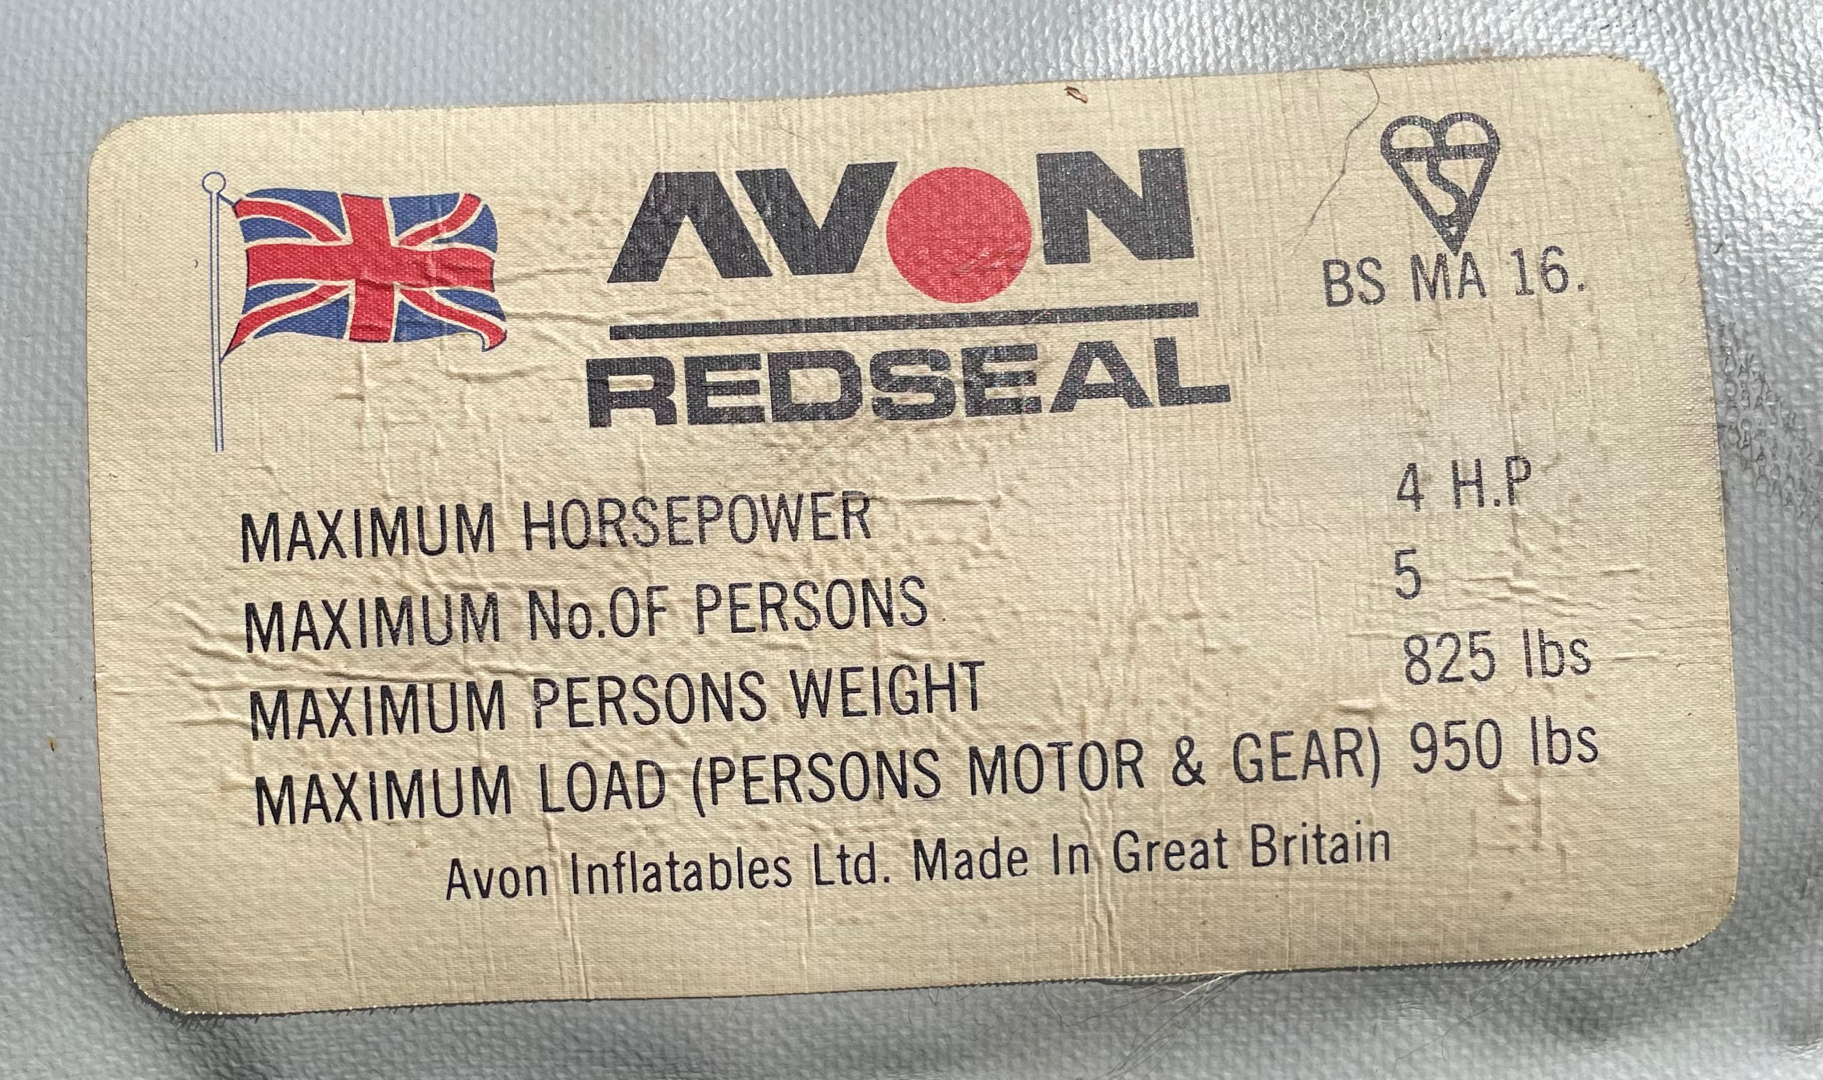 AVON
REDSEAL
BS MA 16.
MAXIMUM HORSEPOWER 4 H.P
MAXIMUM No.OF PERSONS 5
MAXIMUM PERSONS WEIGHT 825 lbs
MAXIMUM LOAD (PERSONS MOTOR & GEAR) 950 lbs
Avon Inflatables Ltd. Made In Great Britain